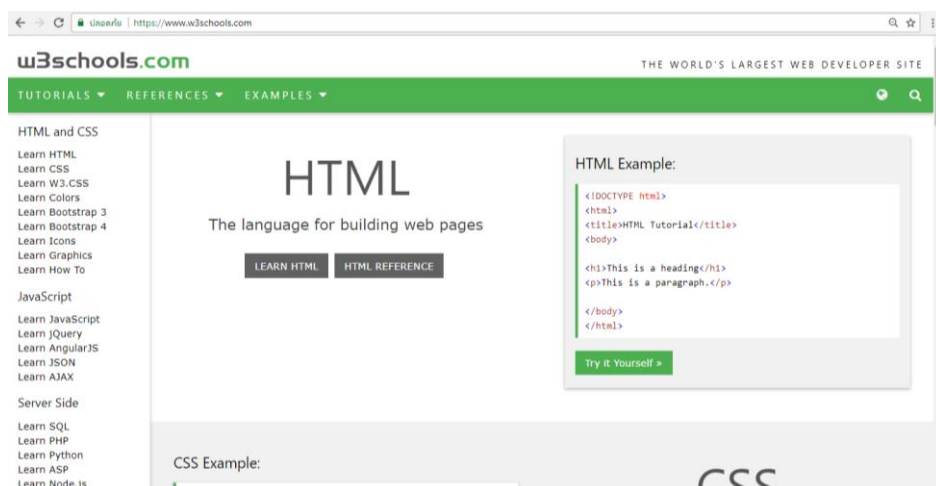 ปลอดภัย | https://www.w3schools.com
w3schools.com
THE WORLD'S LARGEST WEB DEVELOPER SITE
TUTORIALS REFERENCES EXAMPLES
HTML and CSS
Learn HTML
Learn CSS
Learn W3.CSS
Learn Colors
Learn Bootstrap 3
Learn Bootstrap 4
Learn Icons
Learn Graphics
Learn How To
JavaScript
Learn JavaScript
Learn jQuery
Learn AngularJS
Learn JSON
Learn AJAX
Server Side
Learn SQL
Learn PHP
Learn Python
Learn ASP
Learn Node.js
HTML
The language for building web pages
LEARN HTML HTML REFERENCE
HTML Example:
<!DOCTYPE html>
<html>
<title>HTML Tutorial</title>
<body>
<h1>This is a heading</h1>
<p>This is a paragraph.</p>
</body>
</html>
Try it Yourself »
CSS Example:
CSS